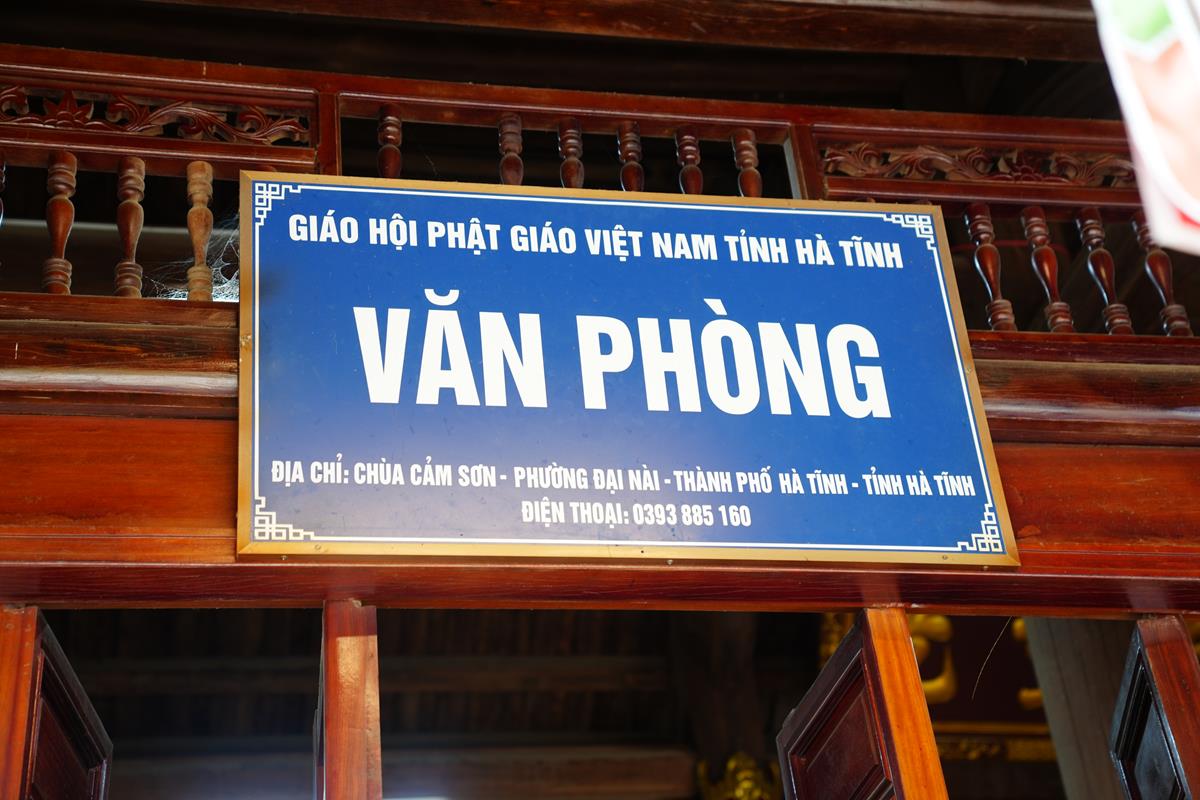 GIÁO HỘI PHẬT GIÁO VIỆT NAM TỈNH HÀ TĨNH
VĂN PHÒNG
ĐỊA CHỈ: CHÙA CẢM SƠN - PHƯỜNG ĐẠI NÀI - THÀNH PHỐ HÀ TĨNH - TỈNH HÀ TĨNH
ĐIỆN THOẠI: 0393 885 160